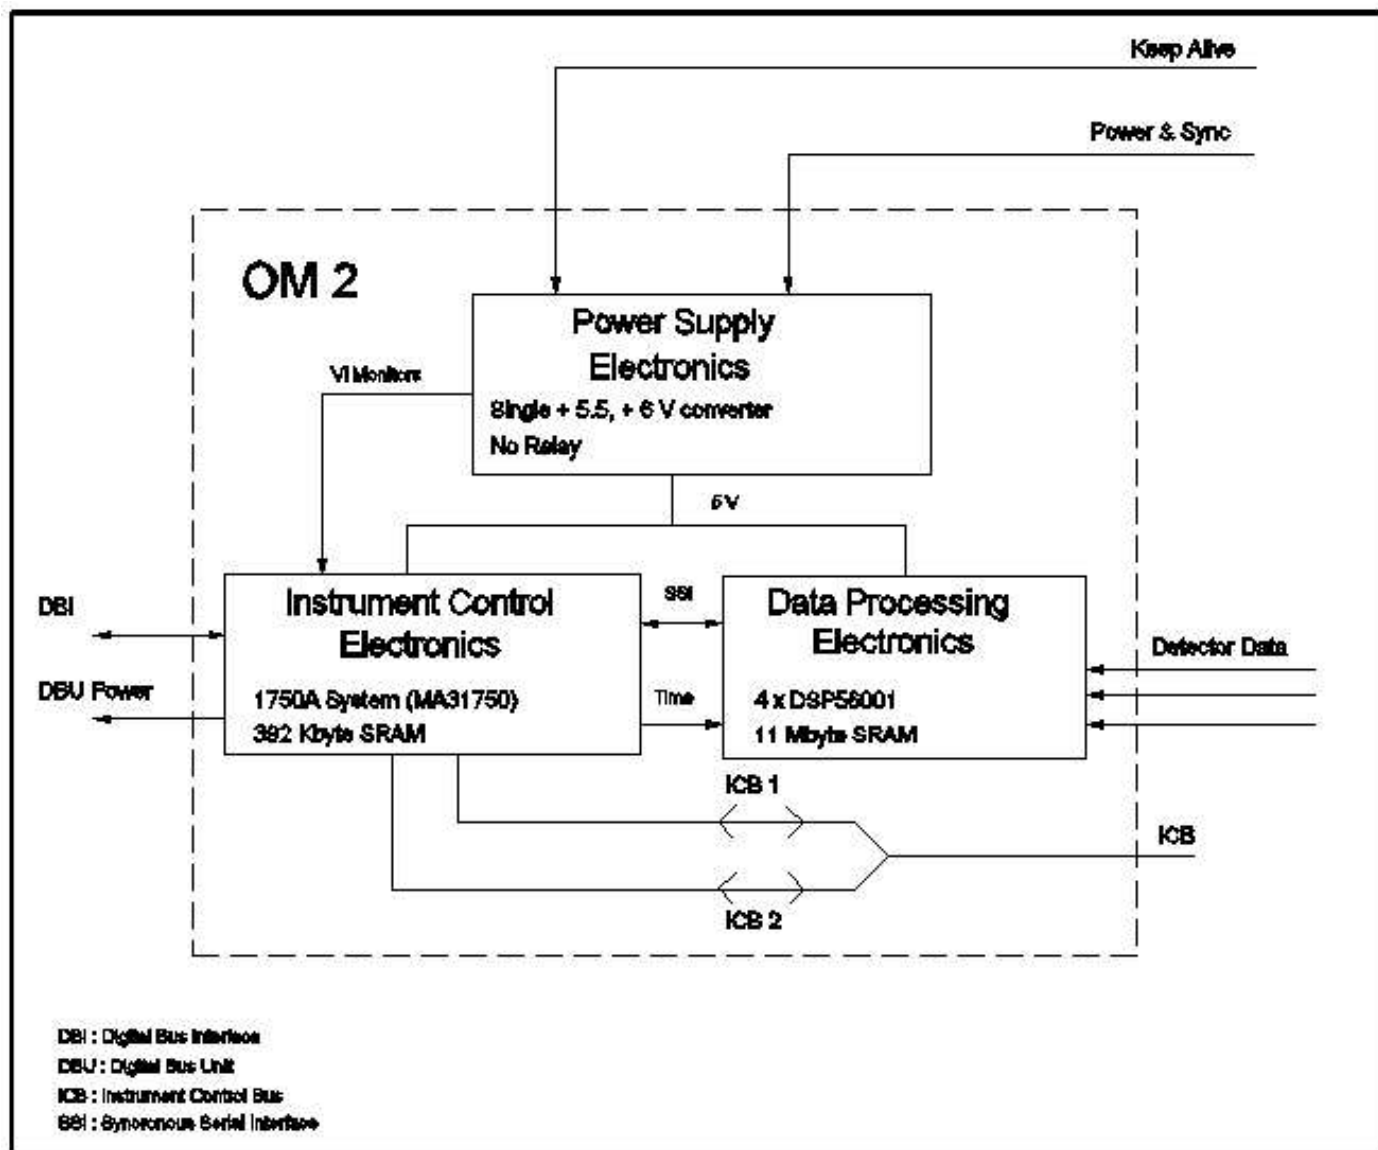 Keep Alive
Power & Sync
OM 2
Power Supply
Electronics
VI Monitors
Single + 5.5, + 6 V converter
No Relay
5 V
Instrument Control
Electronics
SSI
Data Processing
Electronics
DBI
Detector Data
DBU Power
1750A System (MA31750)
392 Kbyte SRAM
Time
4 x DSP56001
11 Mbyte SRAM
ICB 1
ICB
ICB 2
DBI : Digital Bus Interface
DBU : Digital Bus Unit
ICB : Instrument Control Bus
SSI : Syncronous Serial Interface